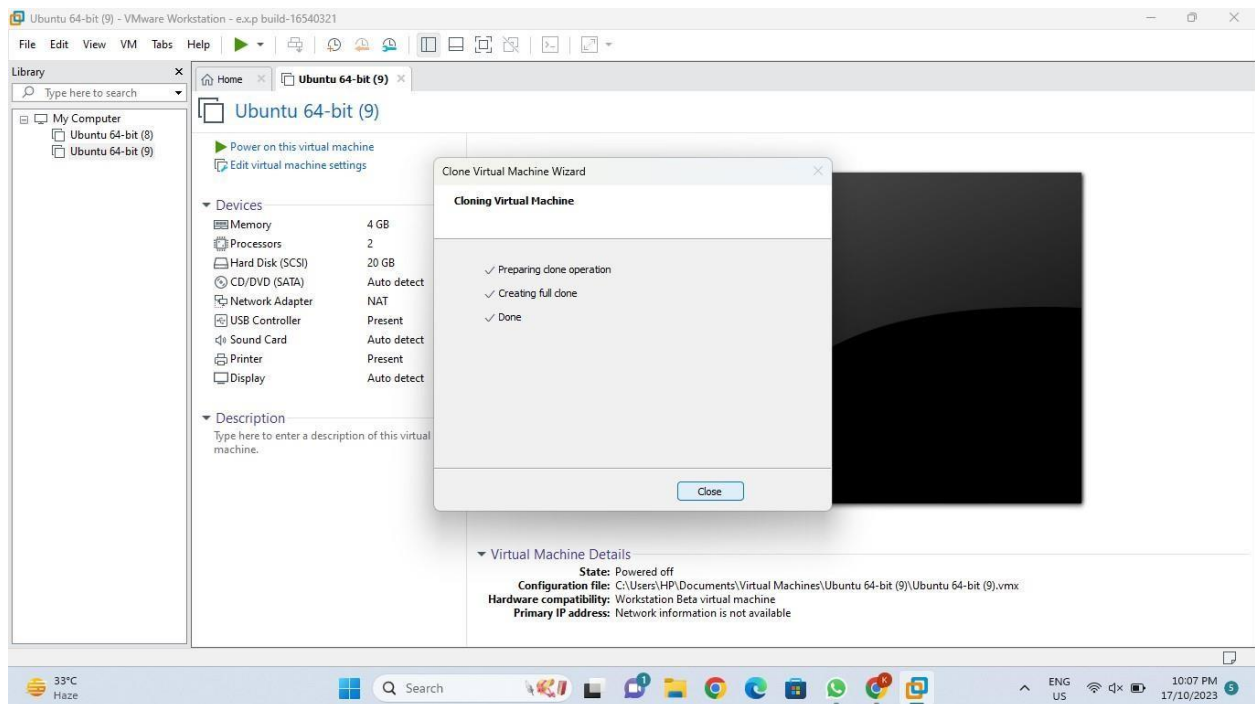 Ubuntu 64-bit (9) - VMware Workstation - e.x.p build-16540321
File Edit View VM Tabs Help
Library
Type here to search
My Computer
Ubuntu 64-bit (8)
Ubuntu 64-bit (9)
Home
Ubuntu 64-bit (9)
Ubuntu 64-bit (9)
Power on this virtual machine
Edit virtual machine settings
Devices
Memory 4 GB
Processors 2
Hard Disk (SCSI) 20 GB
CD/DVD (SATA) Auto detect
Network Adapter NAT
USB Controller Present
Sound Card Auto detect
Printer Present
Display Auto detect
Description
Type here to enter a description of this virtual
machine.
Clone Virtual Machine Wizard
Cloning Virtual Machine
Preparing clone operation
Creating full clone
Done
Close
Virtual Machine Details
State: Powered off
Configuration file: C:\Users\HP\Documents\Virtual Machines\Ubuntu 64-bit (9)\Ubuntu 64-bit (9).vmx
Hardware compatibility: Workstation Beta virtual machine
Primary IP address: Network information is not available
33°C
Haze
Search
1
K
ENG
US
10:07 PM
17/10/2023
5